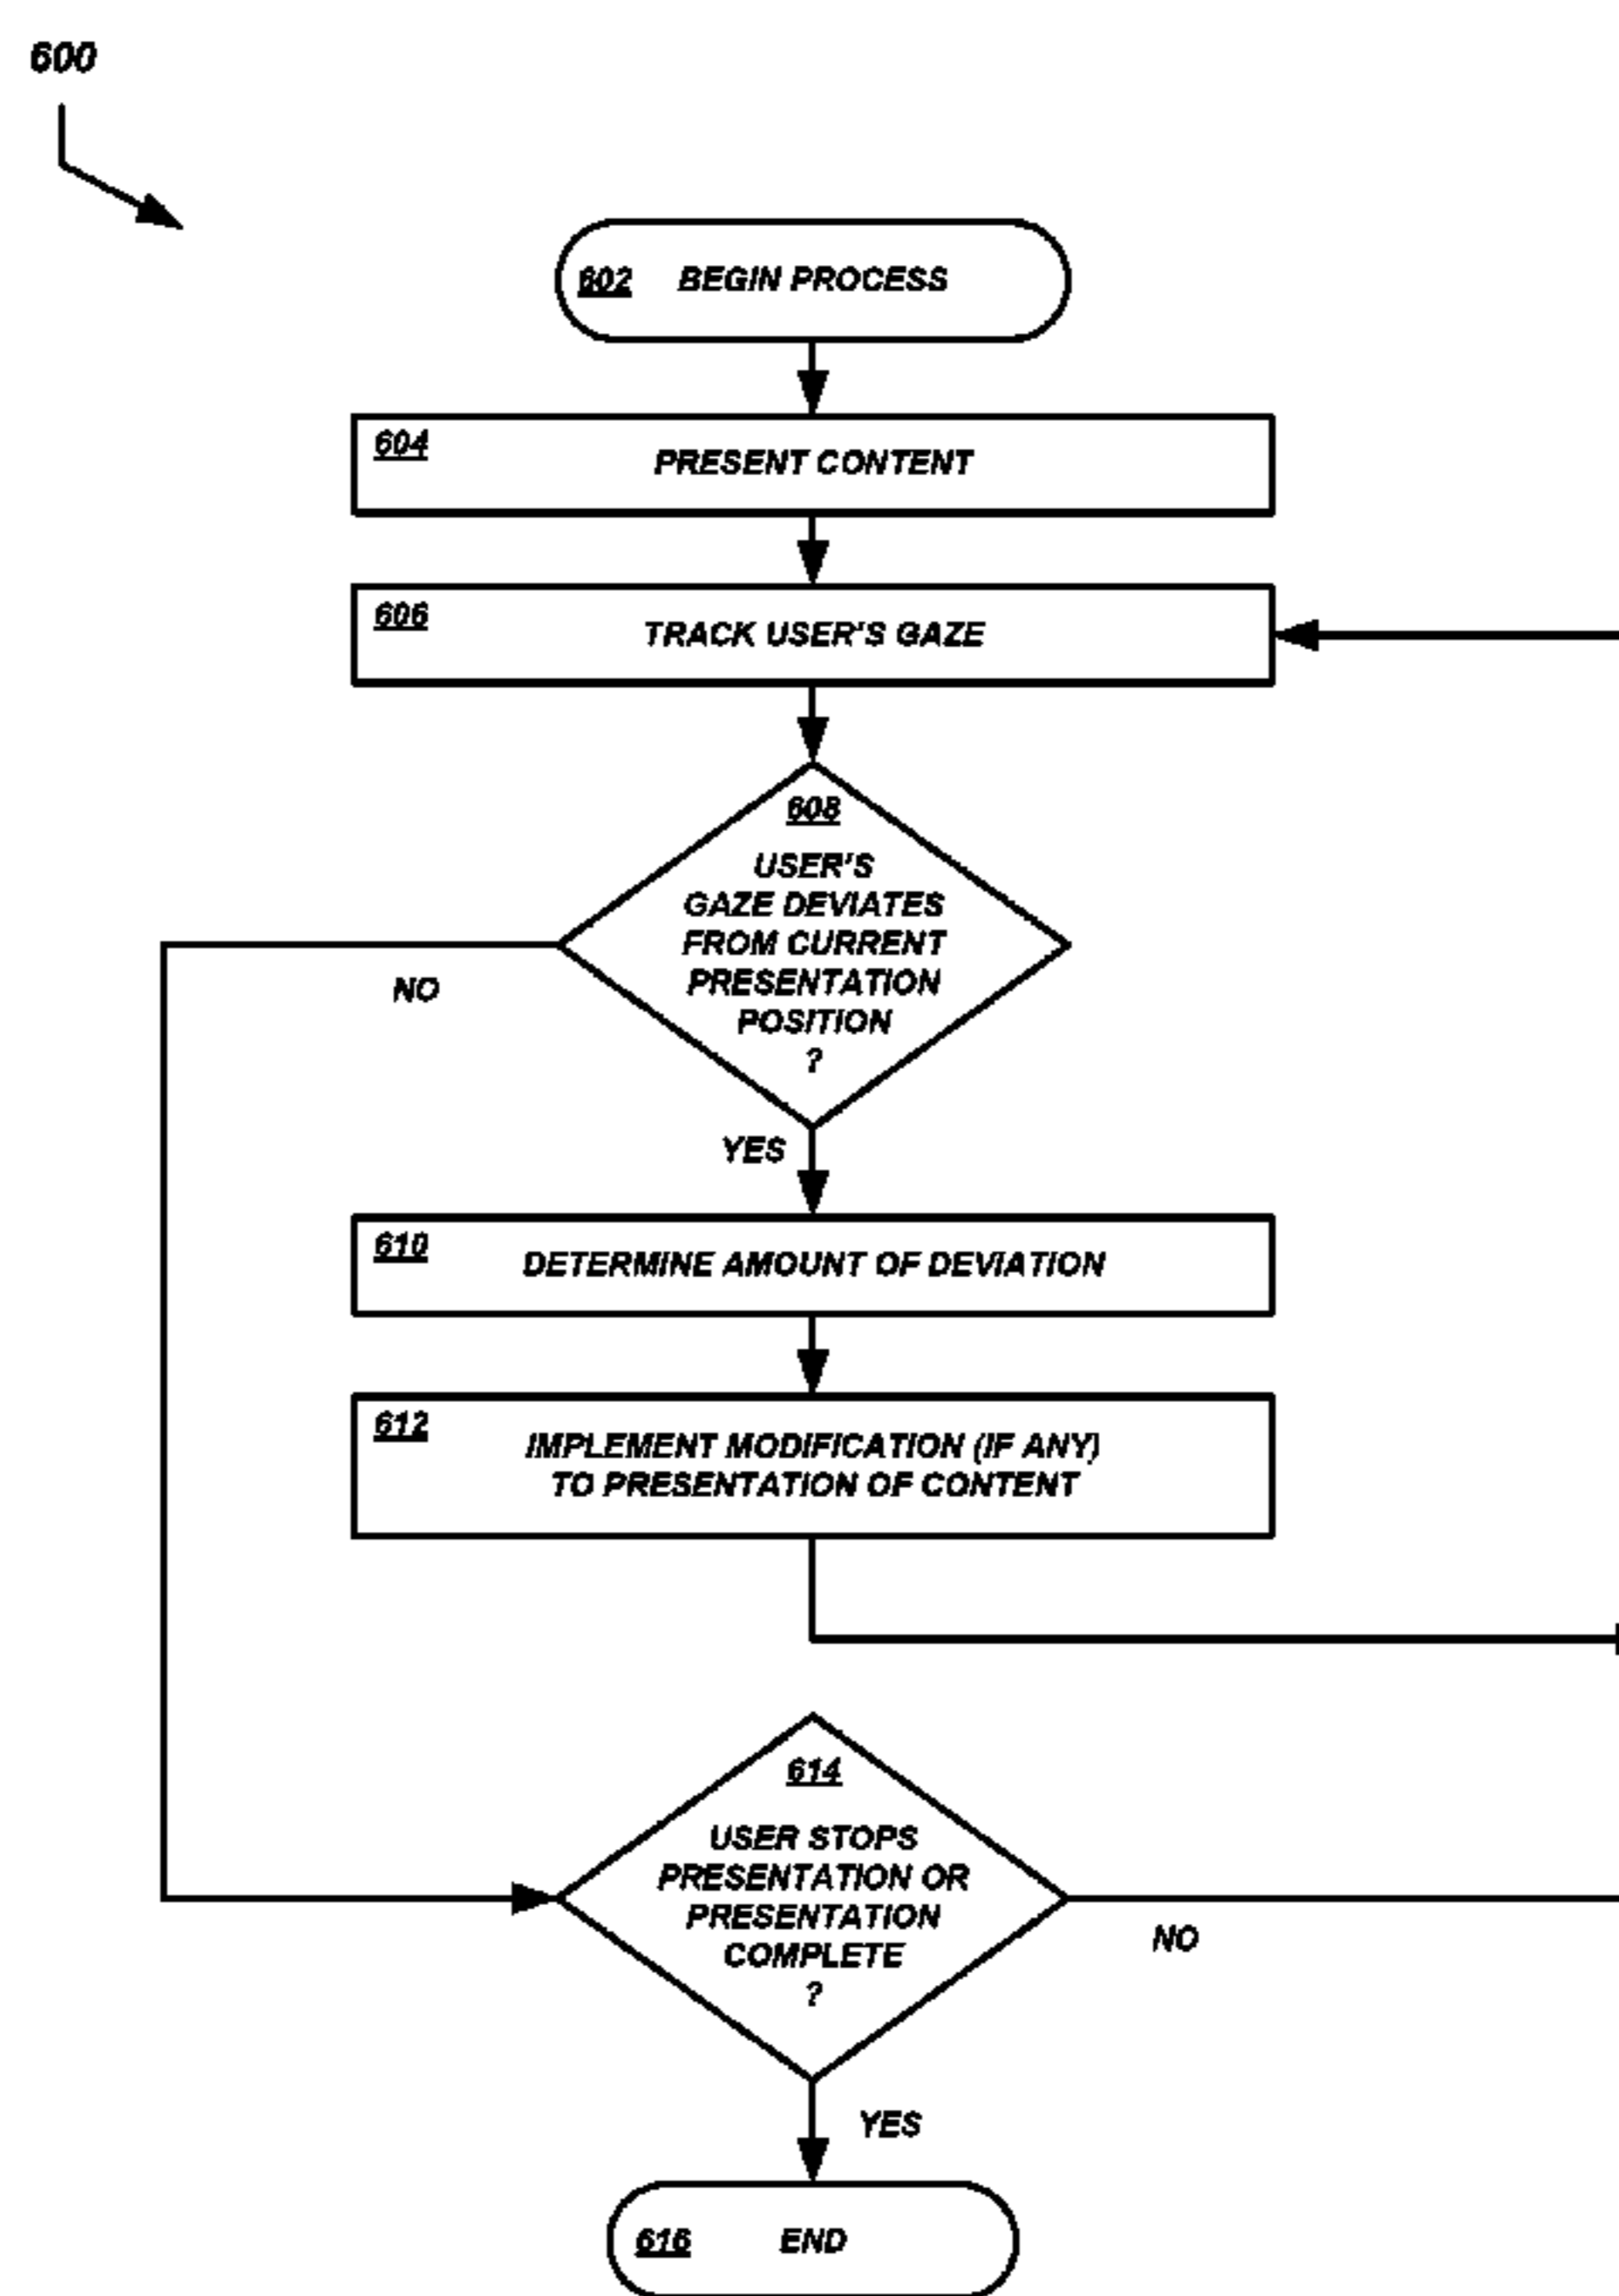 600
602 BEGIN PROCESS
604
PRESENT CONTENT
606
TRACK USER'S GAZE
608
USER'S
GAZE DEVIATES
FROM CURRENT
PRESENTATION
POSITION
?
NO
YES
610
DETERMINE AMOUNT OF DEVIATION
612
IMPLEMENT MODIFICATION (IF ANY)
TO PRESENTATION OF CONTENT
614
USER STOPS
PRESENTATION OR
PRESENTATION
COMPLETE
?
NO
YES
616 END